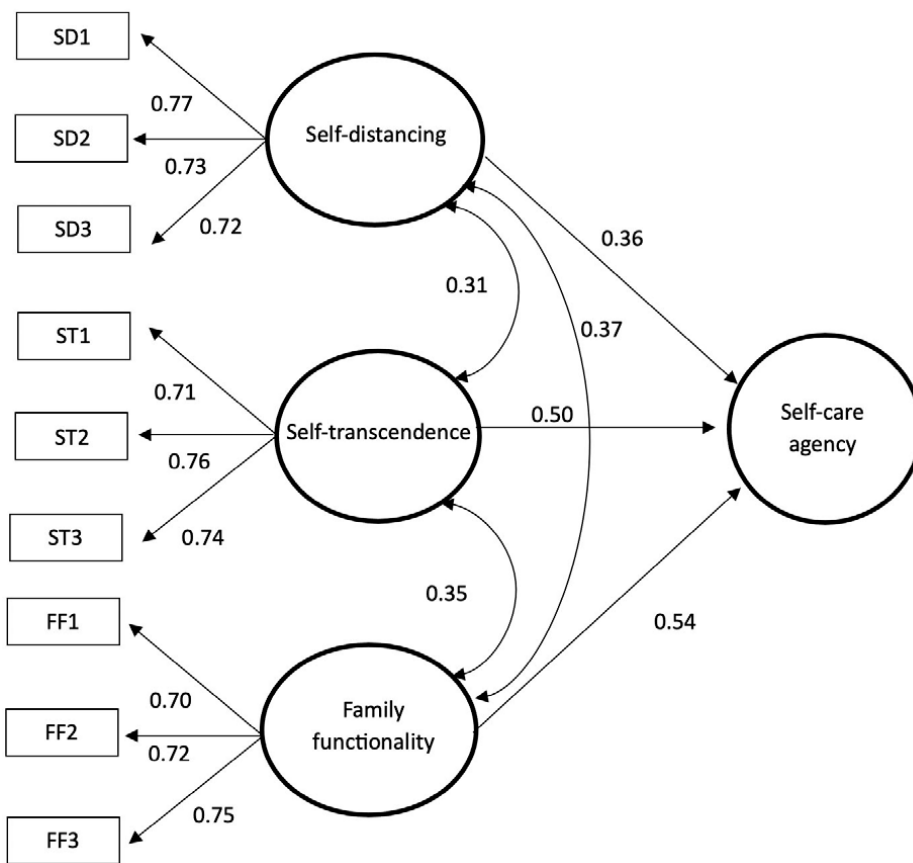 SD1
0.77
SD2
Self-distancing
0.73
SD3
0.72
0.36
0.31
0.37
ST1
0.71
ST2
Self-transcendence
0.50
Self-care
agency
0.76
ST3
0.74
0.35
0.54
FF1
0.70
FF2
Family
functionality
0.72
0.75
FF3